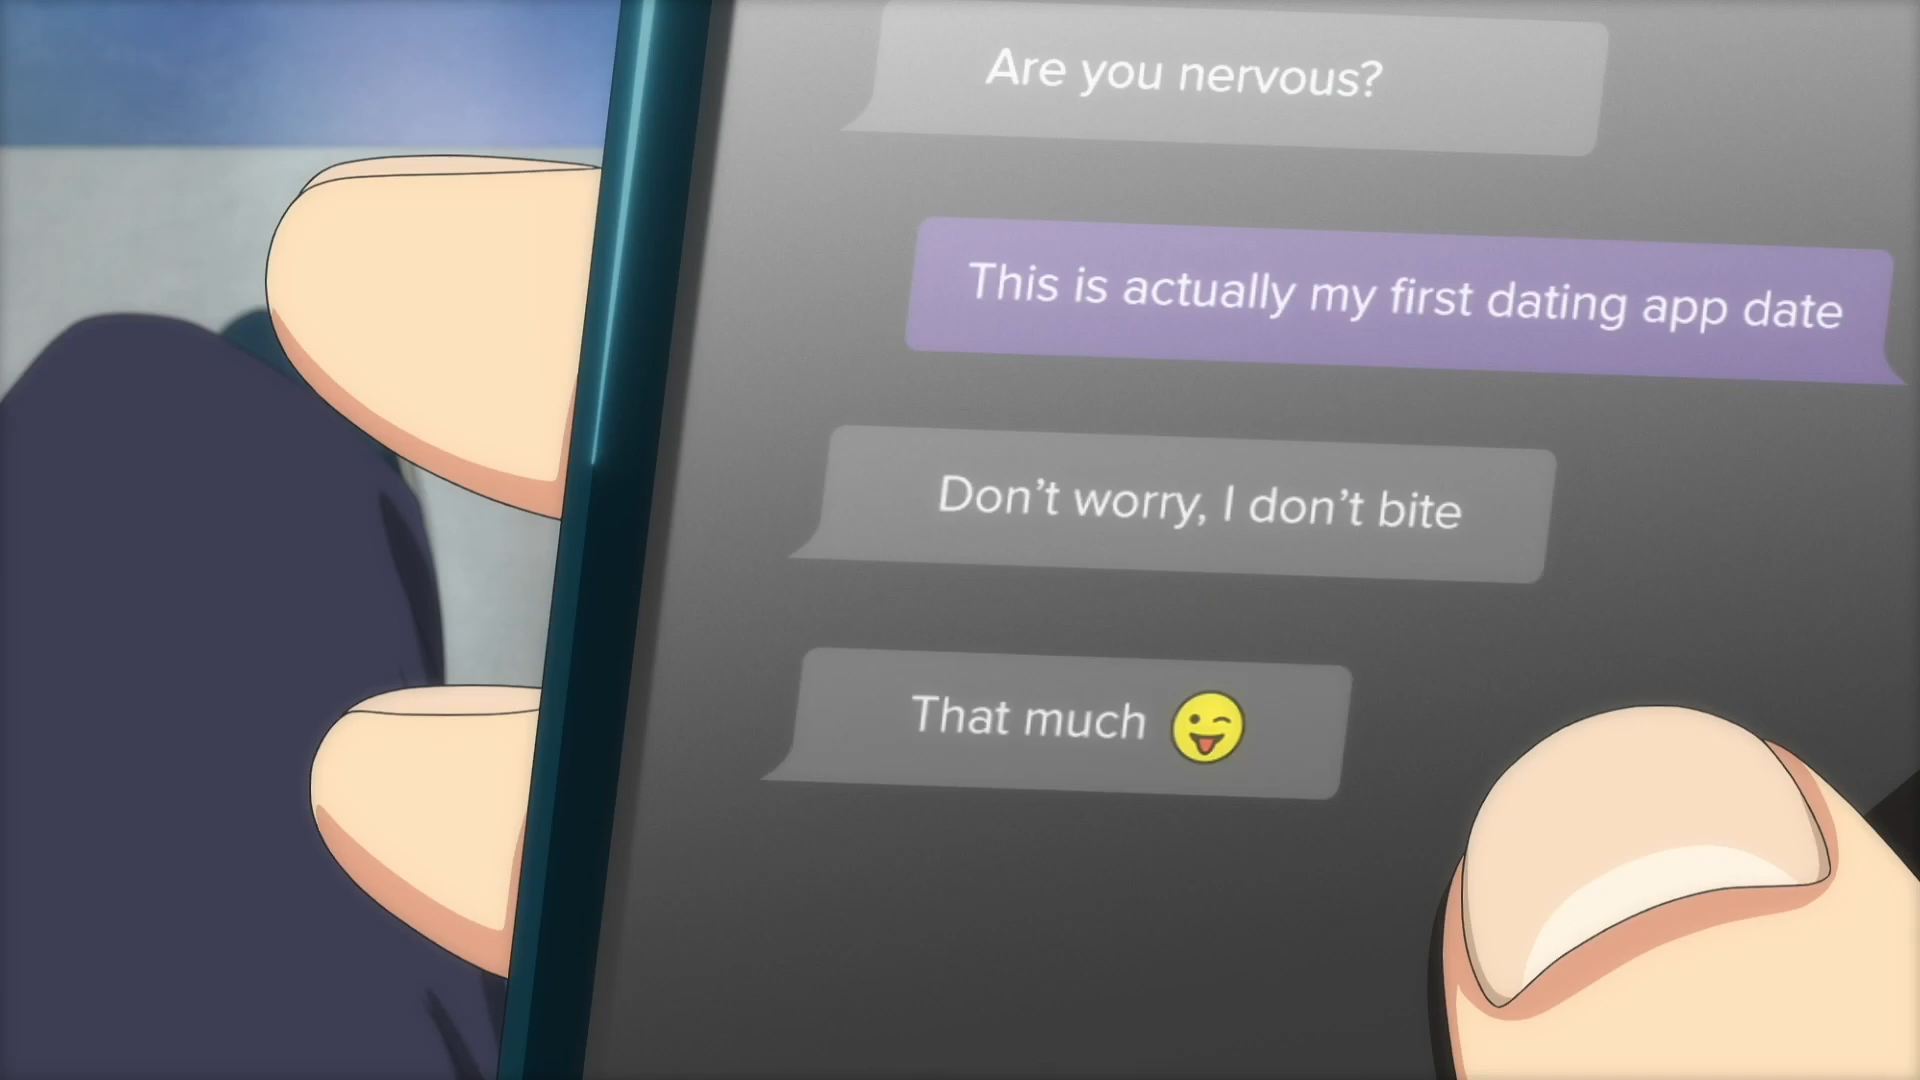 Are you nervous?
This is actually my first dating app date
Don’t worry, I don’t bite
That much 😜